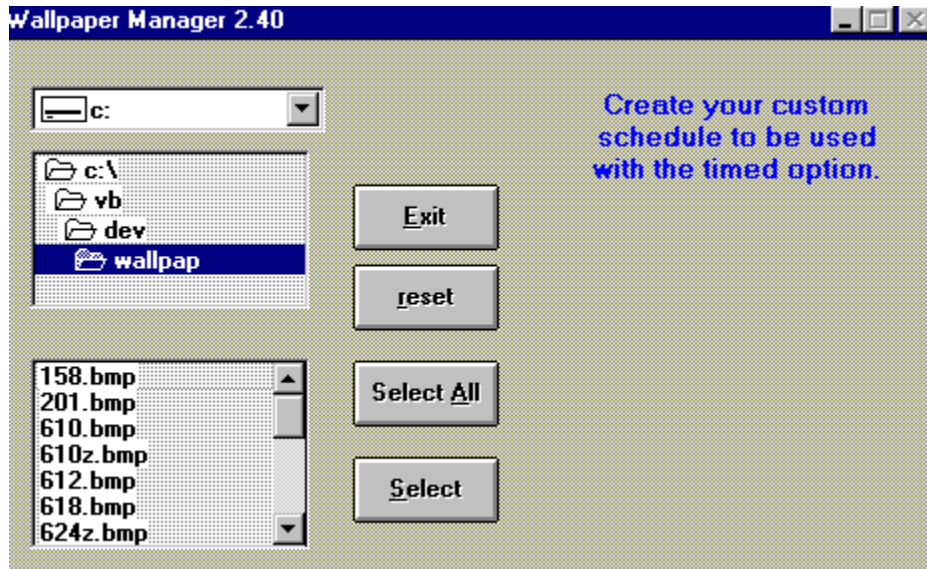 Wallpaper Manager 2.40
c:
c:\
vb
dev
wallpap
158.bmp
201.bmp
610.bmp
610z.bmp
612.bmp
618.bmp
624z.bmp
Exit
reset
Select All
Select
Create your custom
schedule to be used
with the timed option.